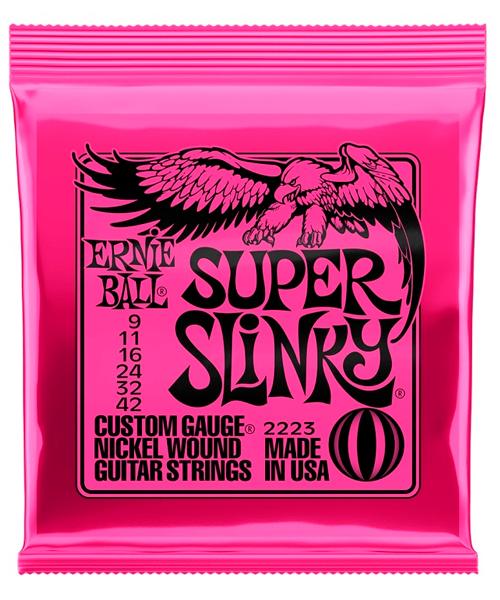 ERNIE
BALL®
SUPER
SLINKY®
9
11
16
24
32
42
CUSTOM GAUGE® 2223
NICKEL WOUND MADE
GUITAR STRINGS IN USA